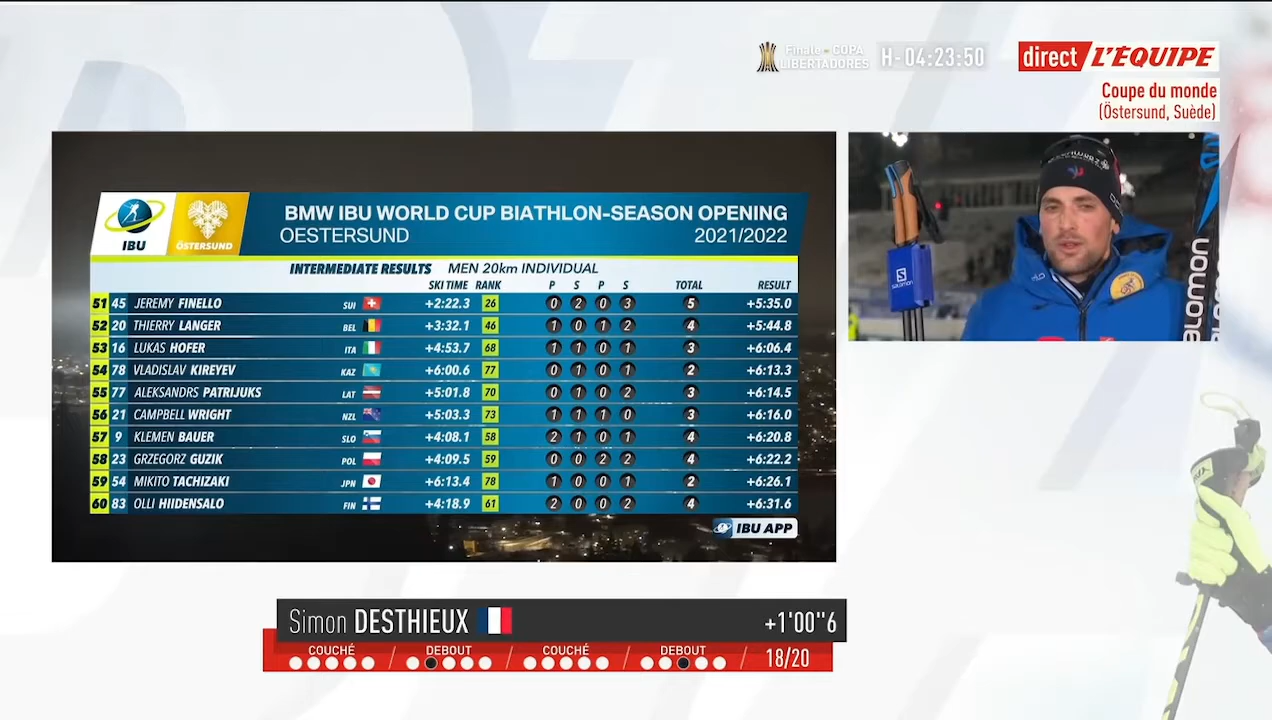 Finale - COPA
LIBERTADORES
H-04:23:50
direct L'ÉQUIPE
Coupe du monde
(Östersund, Suède)
IBU
ÖSTERSUND
BMW IBU WORLD CUP BIATHLON-SEASON OPENING
OESTERSUND 2021/2022
INTERMEDIATE RESULTS MEN 20km INDIVIDUAL
SKI TIME RANK P S P S TOTAL RESULT
51 45 JEREMY FINELLO SUI +2:22.3 26 0 2 0 3 5 +5:35.0
52 20 THIERRY LANGER BEL +3:32.1 46 1 0 1 2 4 +5:44.8
53 16 LUKAS HOFER ITA +4:53.7 68 1 1 0 1 3 +6:06.4
54 78 VLADISLAV KIREYEV KAZ +6:00.6 77 0 1 0 1 2 +6:13.3
55 77 ALEKSANDRS PATRIJUKS LAT +5:01.8 70 0 1 0 2 3 +6:14.5
56 21 CAMPBELL WRIGHT NZL +5:03.3 73 1 1 1 0 3 +6:16.0
57 9 KLEMEN BAUER SLO +4:08.1 58 2 1 0 1 4 +6:20.8
58 23 GRZEGORZ GUZIK POL +4:09.5 59 0 0 2 2 4 +6:22.2
59 54 MIKITO TACHIZAKI JPN +6:13.4 78 1 0 0 1 2 +6:26.1
60 83 OLLI HIIDENSALO FIN +4:18.9 61 2 0 0 2 4 +6:31.6
IBU APP
S
salomon
salomon
Simon DESTHIEUX +1'00"6
COUCHÉ / DEBOUT / COUCHÉ / DEBOUT / 18/20